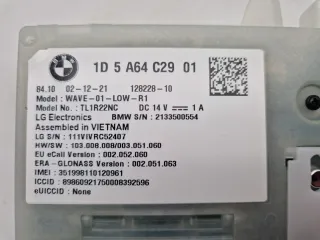 BMW
1D 5 A64 C29 01
84.10 02-12-21 128228-10
Model: WAVE-01-LOW-R1
Model : TL1R22NC DC 14 V ⎓ 1 A
LG Electronics BMW S/N : 2133500554
Assembled in VIETNAM
LG S/N : 111VIVRC52407
HW/SW : 103.008.008/003.051.060
EU eCall Version : 002.052.060
ERA-GLONASS Version : 002.051.063
IMEI : 351998110120961
ICCID : 89860921750008392596
eUICCID : None